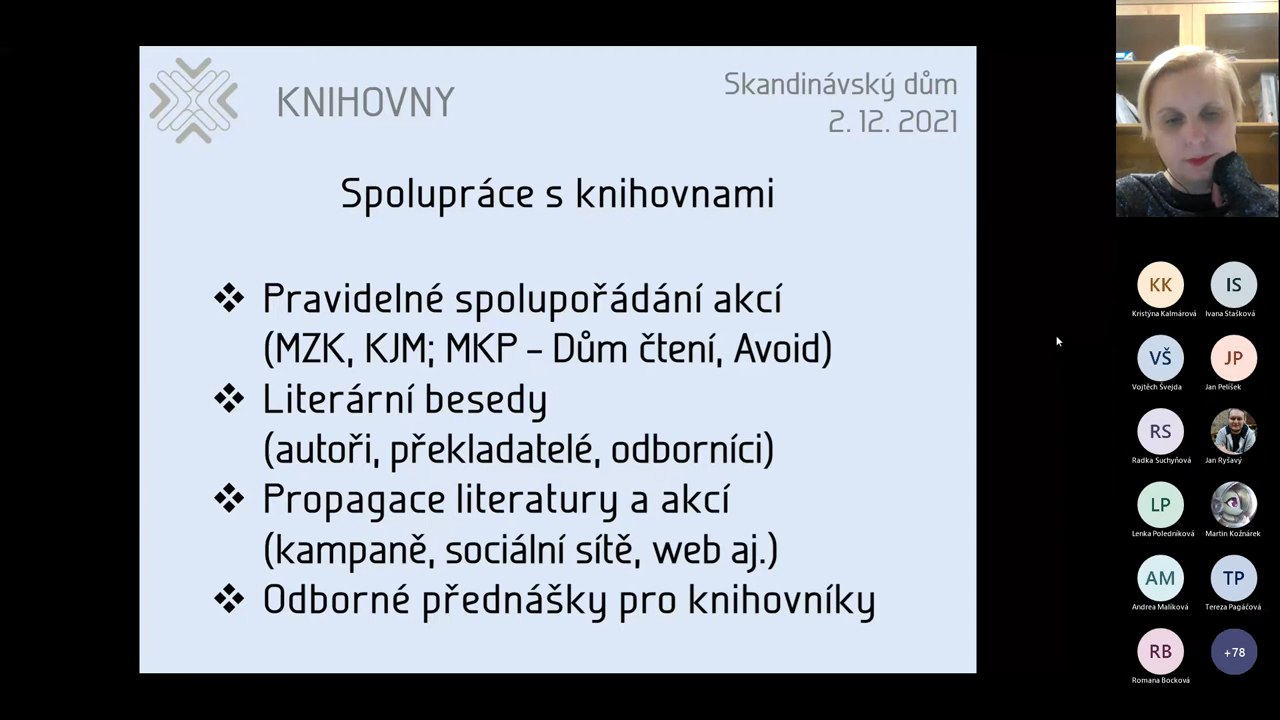 KNIHOVNY
Skandinávský dům
2. 12. 2021
Spolupráce s knihovnami
❖ Pravidelné spolupořádání akcí
(MZK, KJM; MKP – Dům čtení, Avoid)
❖ Literární besedy
(autoři, překladatelé, odborníci)
❖ Propagace literatury a akcí
(kampaně, sociální sítě, web aj.)
❖ Odborné přednášky pro knihovníky
KK
Kristýna Kalmárová
IS
Ivana Stašková
VŠ
Vojtěch Švejda
JP
Jan Pelíšek
RS
Radka Suchyňová
Jan Ryšavý
LP
Lenka Poledníková
Martin Kožnárek
AM
Andrea Malíková
TP
Tereza Pagáčová
RB
Romana Bocková
+78